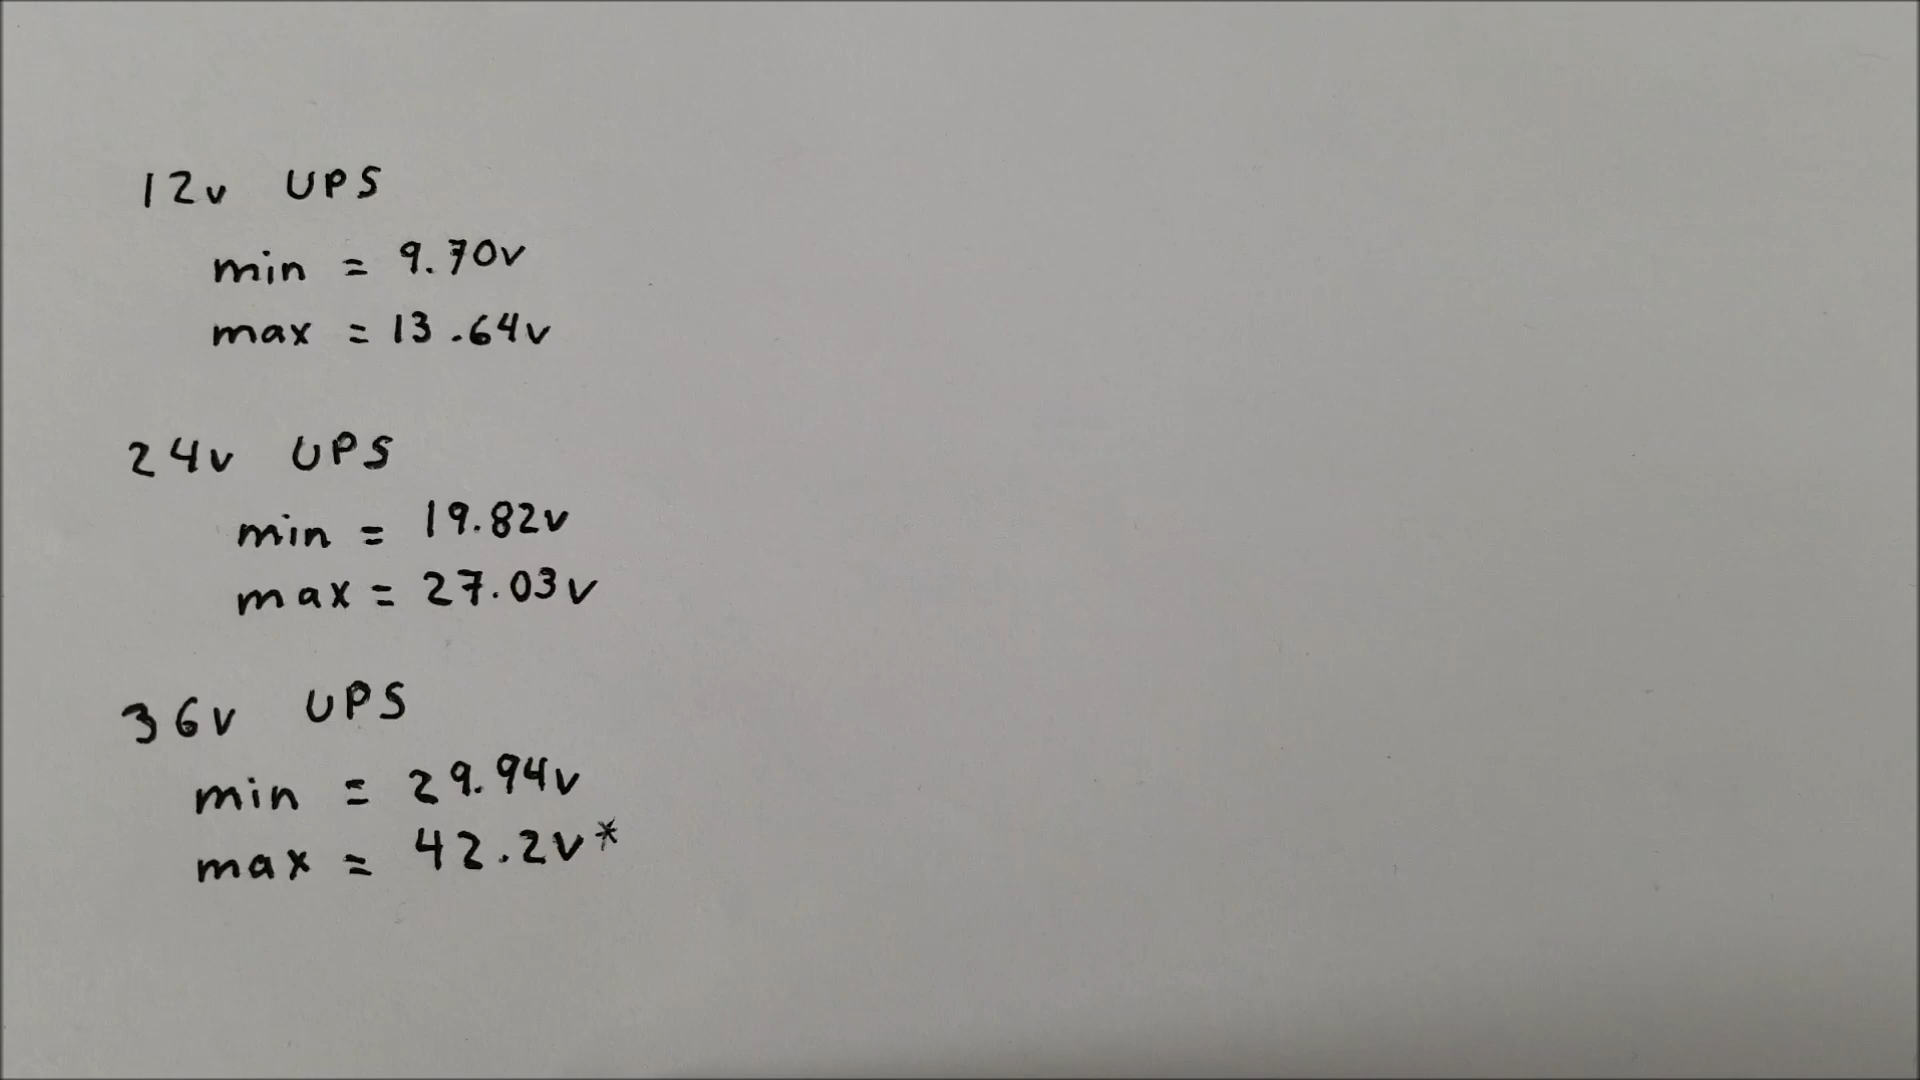 12v UPS
min = 9.70v
max = 13.64v
24v UPS
min = 19.82v
max = 27.03v
36v UPS
min = 29.94v
max = 42.2v*